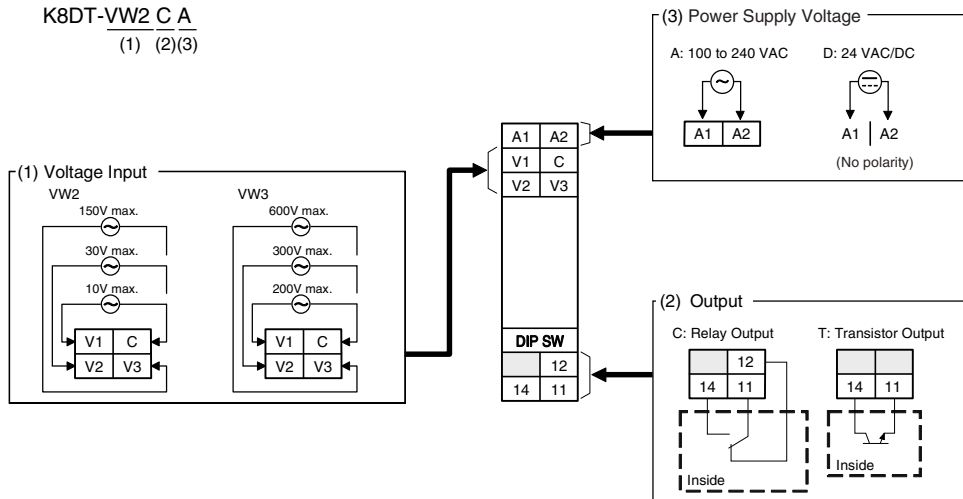 K8DT-VW2 C A
(1) (2)(3)
(3) Power Supply Voltage
A: 100 to 240 VAC D: 24 VAC/DC
A1 A2 A1 A2
(No polarity)
A1 A2
V1 C
V2 V3
DIP SW
12
14 11
(1) Voltage Input
VW2 VW3
150V max. 600V max.
30V max. 300V max.
10V max. 200V max.
V1 C V1 C
V2 V3 V2 V3
(2) Output
C: Relay Output T: Transistor Output
12
14 11 14 11
Inside Inside